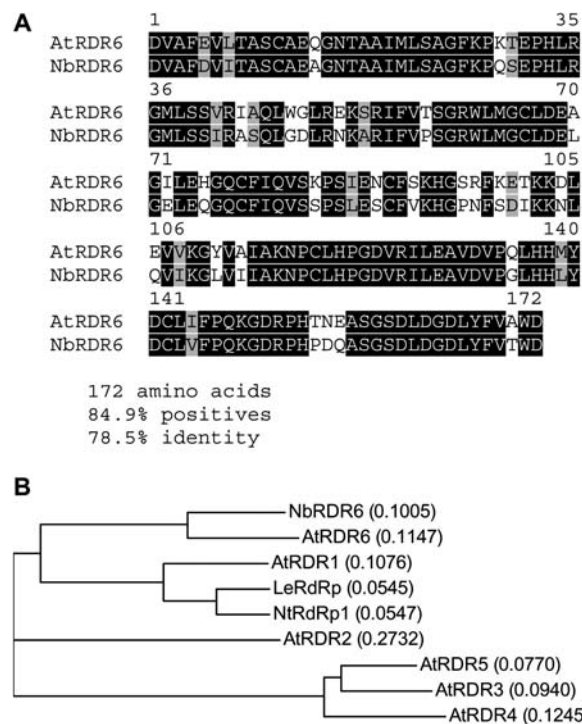 A
1 35
AtRDR6 DVAFEVLTASCAEQGNTAAIMLSAGFKPKTEPHLR
NbRDR6 DVAFDVITASCAEAGNTAAIMLSAGFKPQSEPHLR
36 70
AtRDR6 GMLSSVRIAQLWGLREKSRIFVTSGRWLMGCLDEA
NbRDR6 GMLSSIRASQLGDLRNKARIFVPSGRWLMGCLDEL
71 105
AtRDR6 GILEHGQCFIQVSKPSIENCFSKHGSRFKETKKDL
NbRDR6 GELEQGQCFIQVSSPSLESCFVKHGPNFSDIKKNL
106 140
AtRDR6 EVVKGYVAIAKNPCLHPGDVRILEAVDVPQLHHMY
NbRDR6 QVIKGLVIIAKNPCLHPGDVRILEAVDVPGLHHLY
141 172
AtRDR6 DCLIFPQKGDRPHTNEASGSDLDGDLYFVAWD
NbRDR6 DCLVFPQKGDRPHPDQASGSDLDGDLYFVTWD
172 amino acids
84.9% positives
78.5% identity
B
NbRDR6 (0.1005)
AtRDR6 (0.1147)
AtRDR1 (0.1076)
LeRdRp (0.0545)
NtRdRp1 (0.0547)
AtRDR2 (0.2732)
AtRDR5 (0.0770)
AtRDR3 (0.0940)
AtRDR4 (0.1245